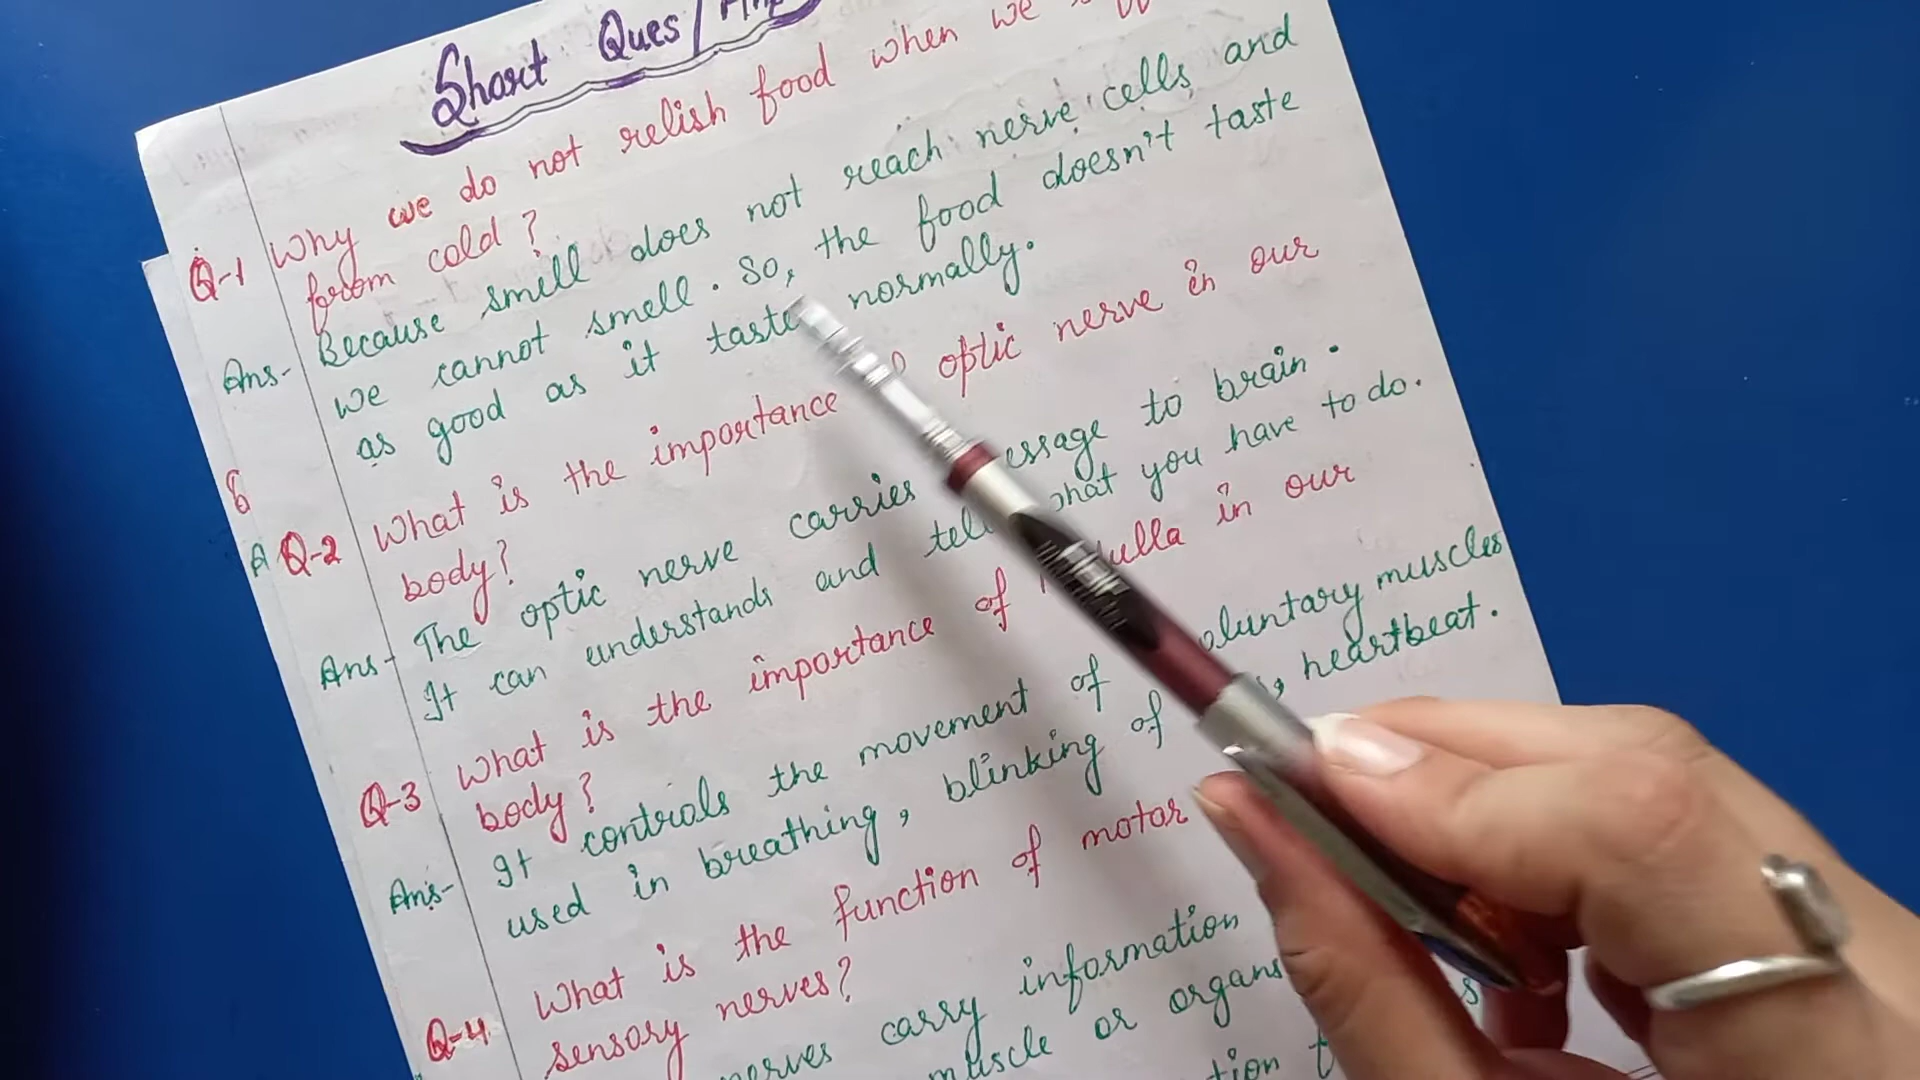 Short Ques/
Q-1 Why we do not relish food when we
from cold?
Ans- Because smell does not reach nerve cells and
we cannot smell. So, the food doesn't taste
as good as it taste normally.
Q-2 What is the importance optic nerve in our
body?
Ans- The optic nerve carries message to brain.
It can understands and tell what you have to do.
Q-3 What is the importance of in our
body?
Ans- It controls the movement of muscles
used in breathing, blinking of , heartbeat.
Q-4 What is the function of motor
sensory nerves?
nerves carry information
muscle or organs